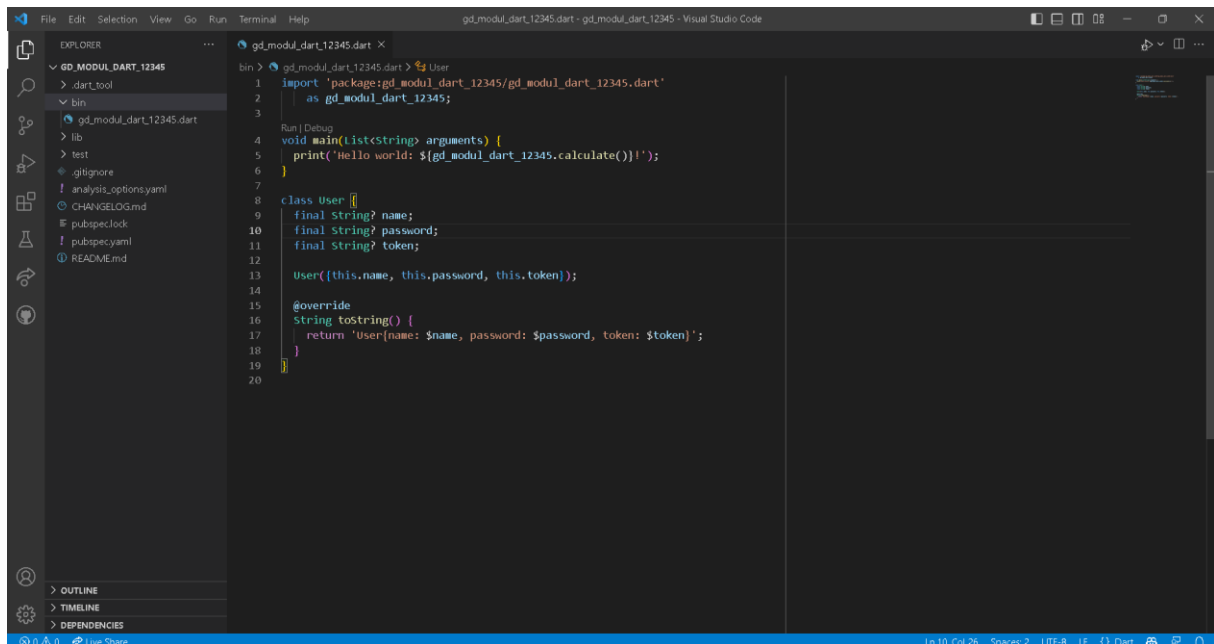 File Edit Selection View Go Run Terminal Help
gd_modul_dart_12345.dart - gd_modul_dart_12345 - Visual Studio Code
EXPLORER
GD_MODUL_DART_12345
.dart_tool
bin
gd_modul_dart_12345.dart
lib
test
.gitignore
! analysis_options.yaml
CHANGELOG.md
pubspec.lock
! pubspec.yaml
README.md
OUTLINE
TIMELINE
DEPENDENCIES
gd_modul_dart_12345.dart
bin > gd_modul_dart_12345.dart > User
1 import 'package:gd_modul_dart_12345/gd_modul_dart_12345.dart'
2 as gd_modul_dart_12345;
3
Run | Debug
4 void main(List<String> arguments) {
5 print('Hello world: ${gd_modul_dart_12345.calculate()}!');
6 }
7
8 class User {
9 final String? name;
10 final String? password;
11 final String? token;
12
13 User({this.name, this.password, this.token});
14
15 @override
16 String toString() {
17 return 'User{name: $name, password: $password, token: $token}';
18 }
19 }
20
0 0 Live Share
Ln 10, Col 26 Spaces: 2 UTF-8 LF {} Dart